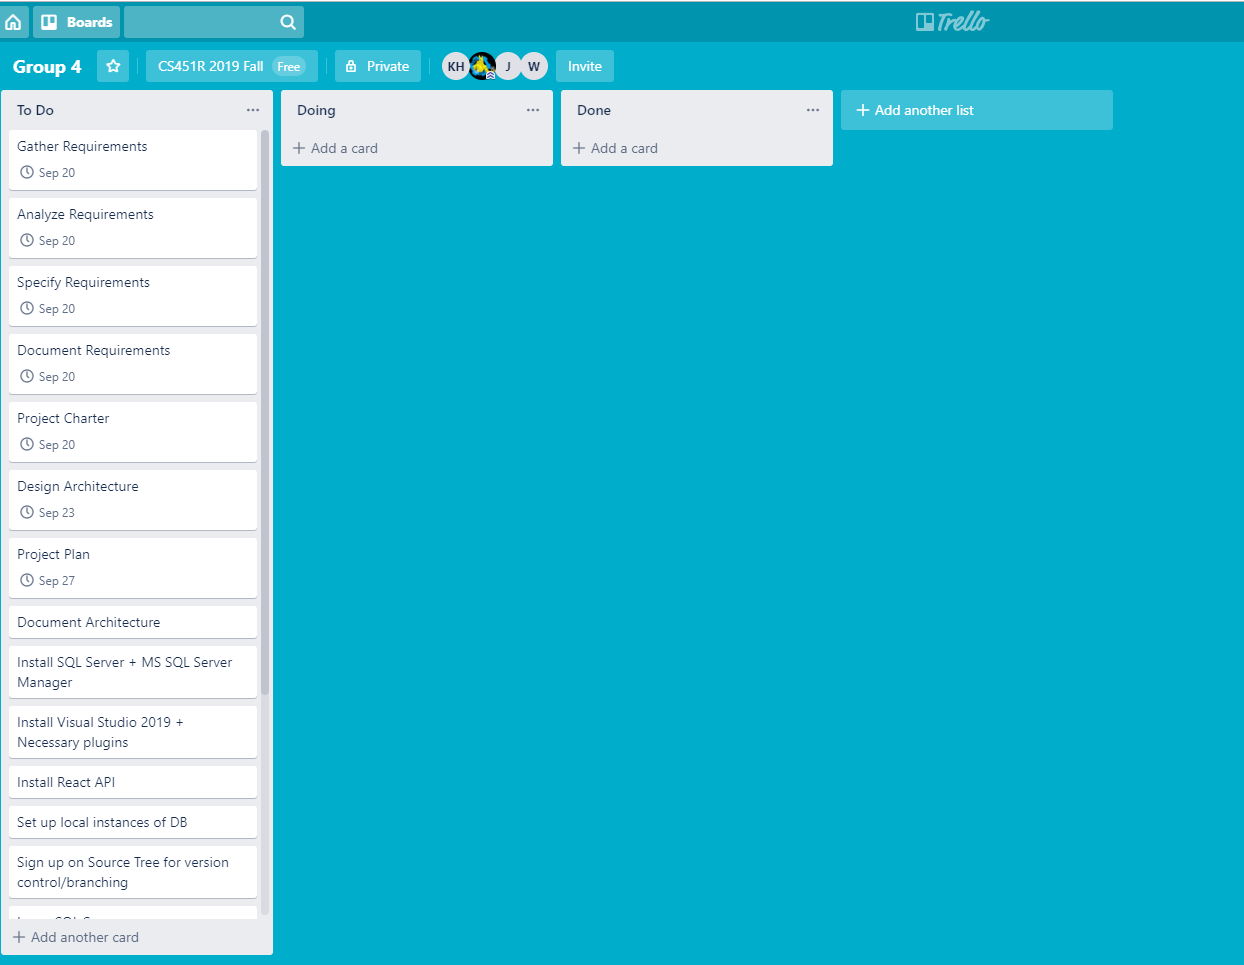 Boards
Trello
Group 4
CS451R 2019 Fall Free
Private
KH
J
W
Invite
To Do
Gather Requirements
Sep 20
Analyze Requirements
Sep 20
Specify Requirements
Sep 20
Document Requirements
Sep 20
Project Charter
Sep 20
Design Architecture
Sep 23
Project Plan
Sep 27
Document Architecture
Install SQL Server + MS SQL Server
Manager
Install Visual Studio 2019 +
Necessary plugins
Install React API
Set up local instances of DB
Sign up on Source Tree for version
control/branching
+ Add another card
Doing
+ Add a card
Done
+ Add a card
+ Add another list